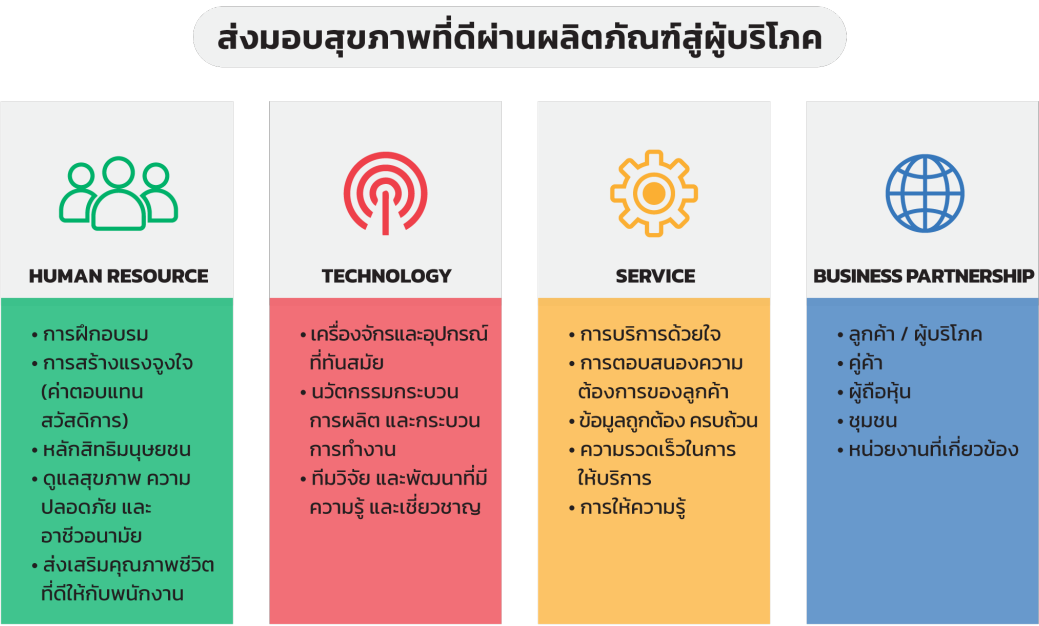 ส่งมอบสุขภาพที่ดีผ่านผลิตภัณฑ์สู่ผู้บริโภค
HUMAN RESOURCE
• การฝึกอบรม
• การสร้างแรงจูงใจ
(ค่าตอบแทน
สวัสดิการ)
• หลักสิทธิมนุษยชน
• ดูแลสุขภาพ ความ
ปลอดภัย และ
อาชีวอนามัย
• ส่งเสริมคุณภาพชีวิต
ที่ดีให้กับพนักงาน
TECHNOLOGY
• เครื่องจักรและอุปกรณ์
ที่ทันสมัย
• นวัตกรรมกระบวน
การผลิต และกระบวน
การทำงาน
• ทีมวิจัย และพัฒนาที่มี
ความรู้ และเชี่ยวชาญ
SERVICE
• การบริการด้วยใจ
• การตอบสนองความ
ต้องการของลูกค้า
• ข้อมูลถูกต้อง ครบถ้วน
• ความรวดเร็วในการ
ให้บริการ
• การให้ความรู้
BUSINESS PARTNERSHIP
• ลูกค้า / ผู้บริโภค
• คู่ค้า
• ผู้ถือหุ้น
• ชุมชน
• หน่วยงานที่เกี่ยวข้อง